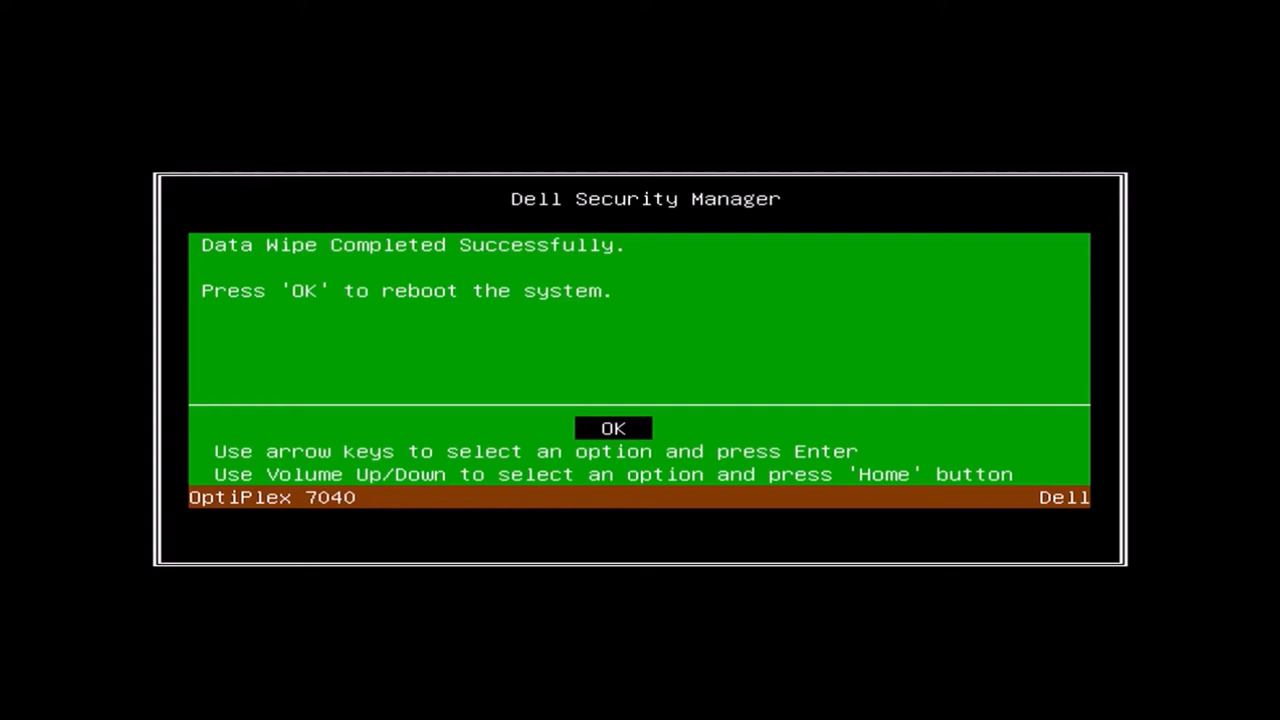 Dell Security Manager
Data Wipe Completed Successfully.
Press 'OK' to reboot the system.
OK
Use arrow keys to select an option and press Enter
Use Volume Up/Down to select an option and press 'Home' button
OptiPlex 7040 Dell